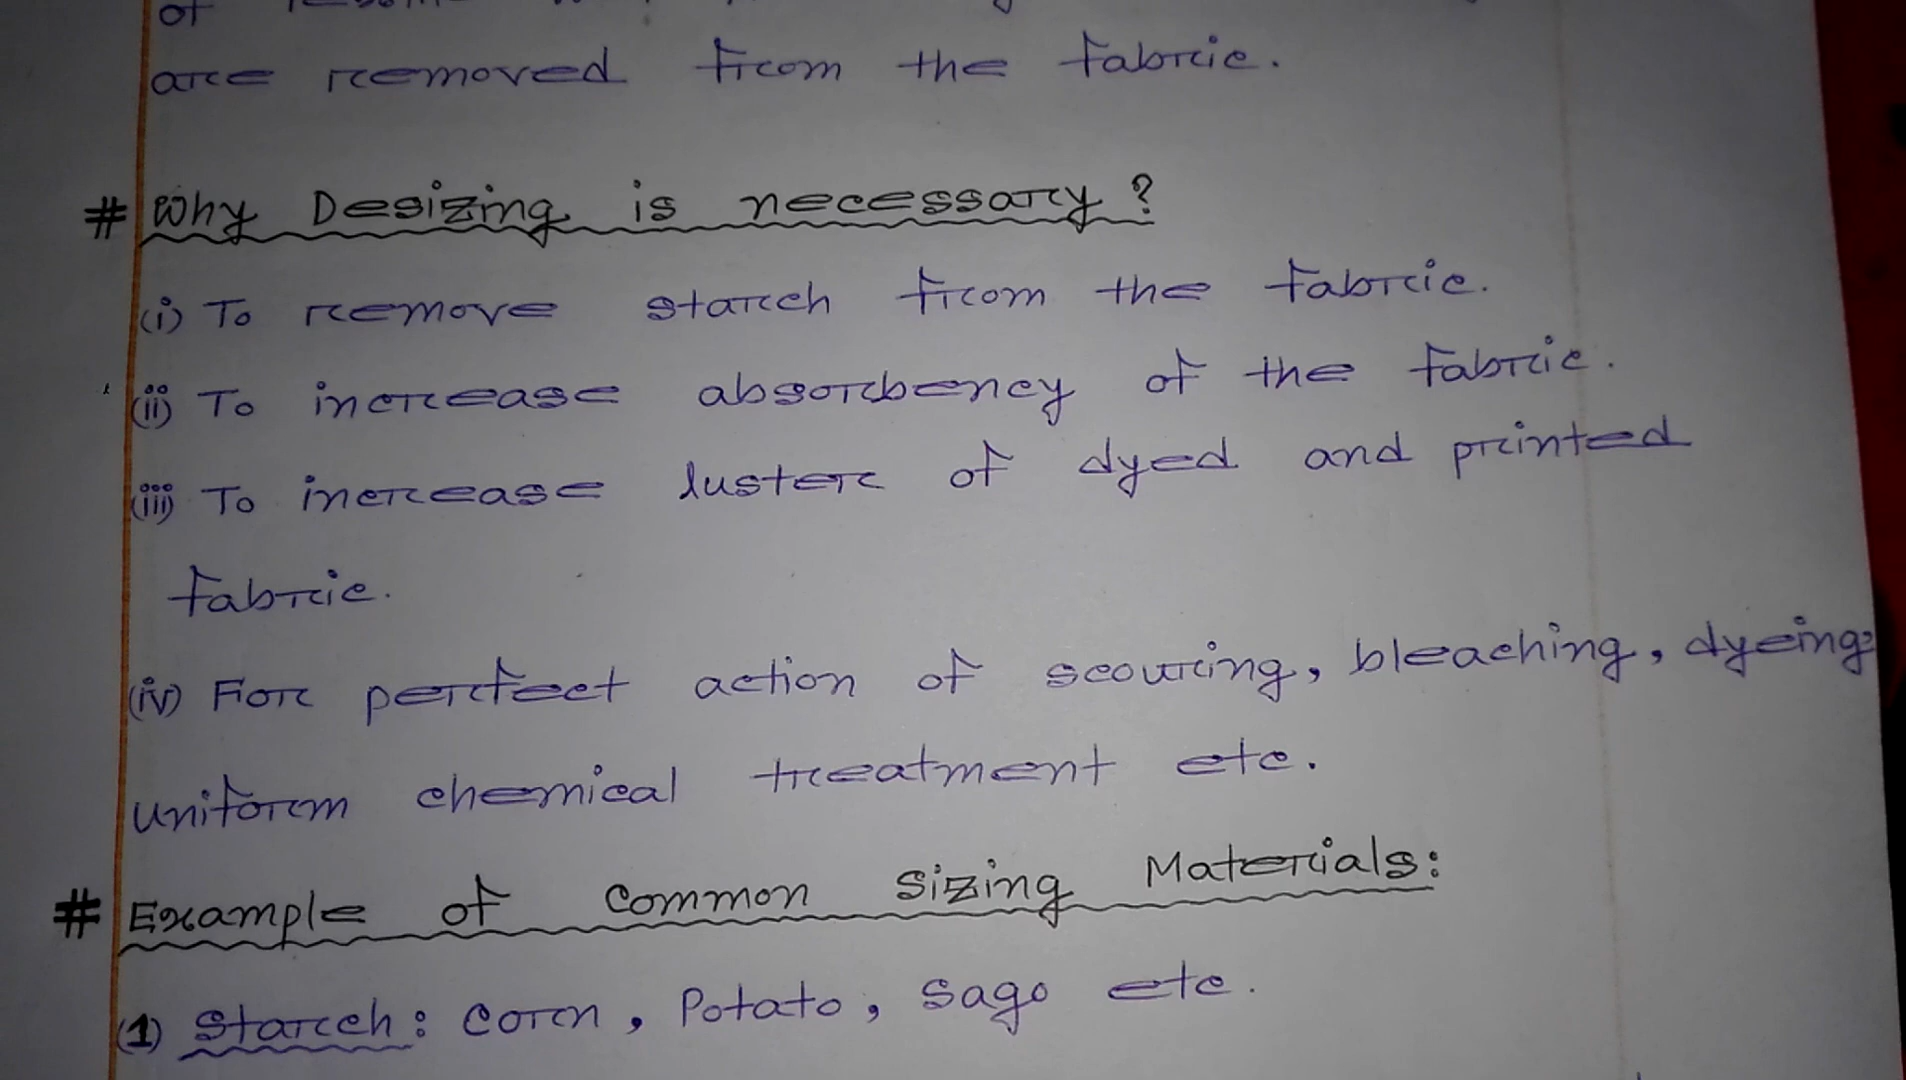 of
are removed from the fabric.
# Why Desizing is necessary?
(i) To remove starch from the fabric.
(ii) To increase absorbency of the fabric.
(iii) To increase luster of dyed and printed
fabric.
(iv) For perfect action of scouring, bleaching, dyeing,
uniform chemical treatment etc.
# Example of Common Sizing Materials:
(1) Starch: Corn, Potato, Sago etc.